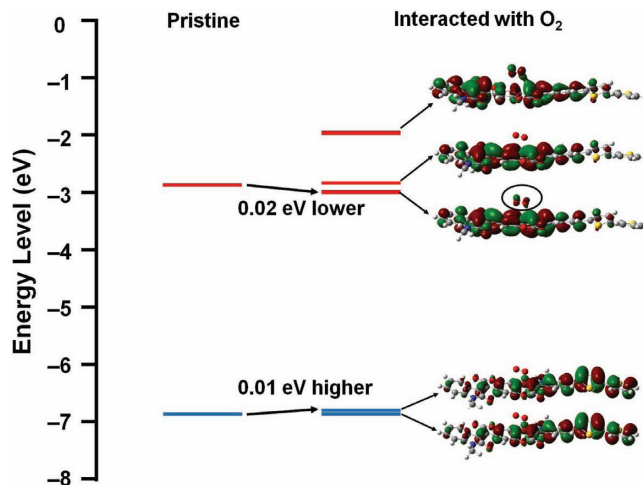 Pristine
Interacted with O₂
0
–1
–2
–3
–4
–5
–6
–7
–8
Energy Level (eV)
0.02 eV lower
0.01 eV higher